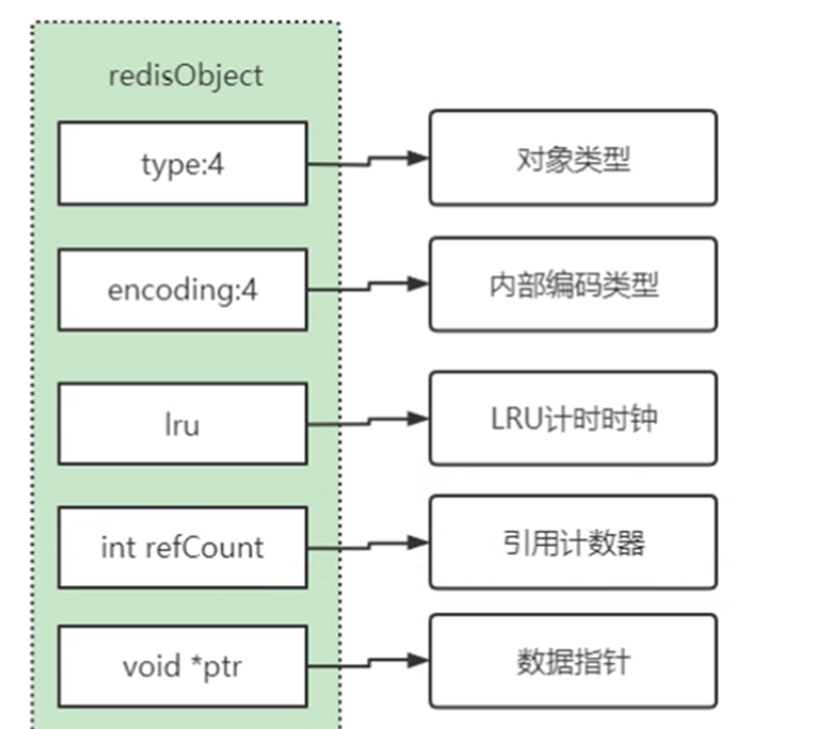 redisObject
type:4
对象类型
encoding:4
内部编码类型
lru
LRU计时时钟
int refCount
引用计数器
void *ptr
数据指针